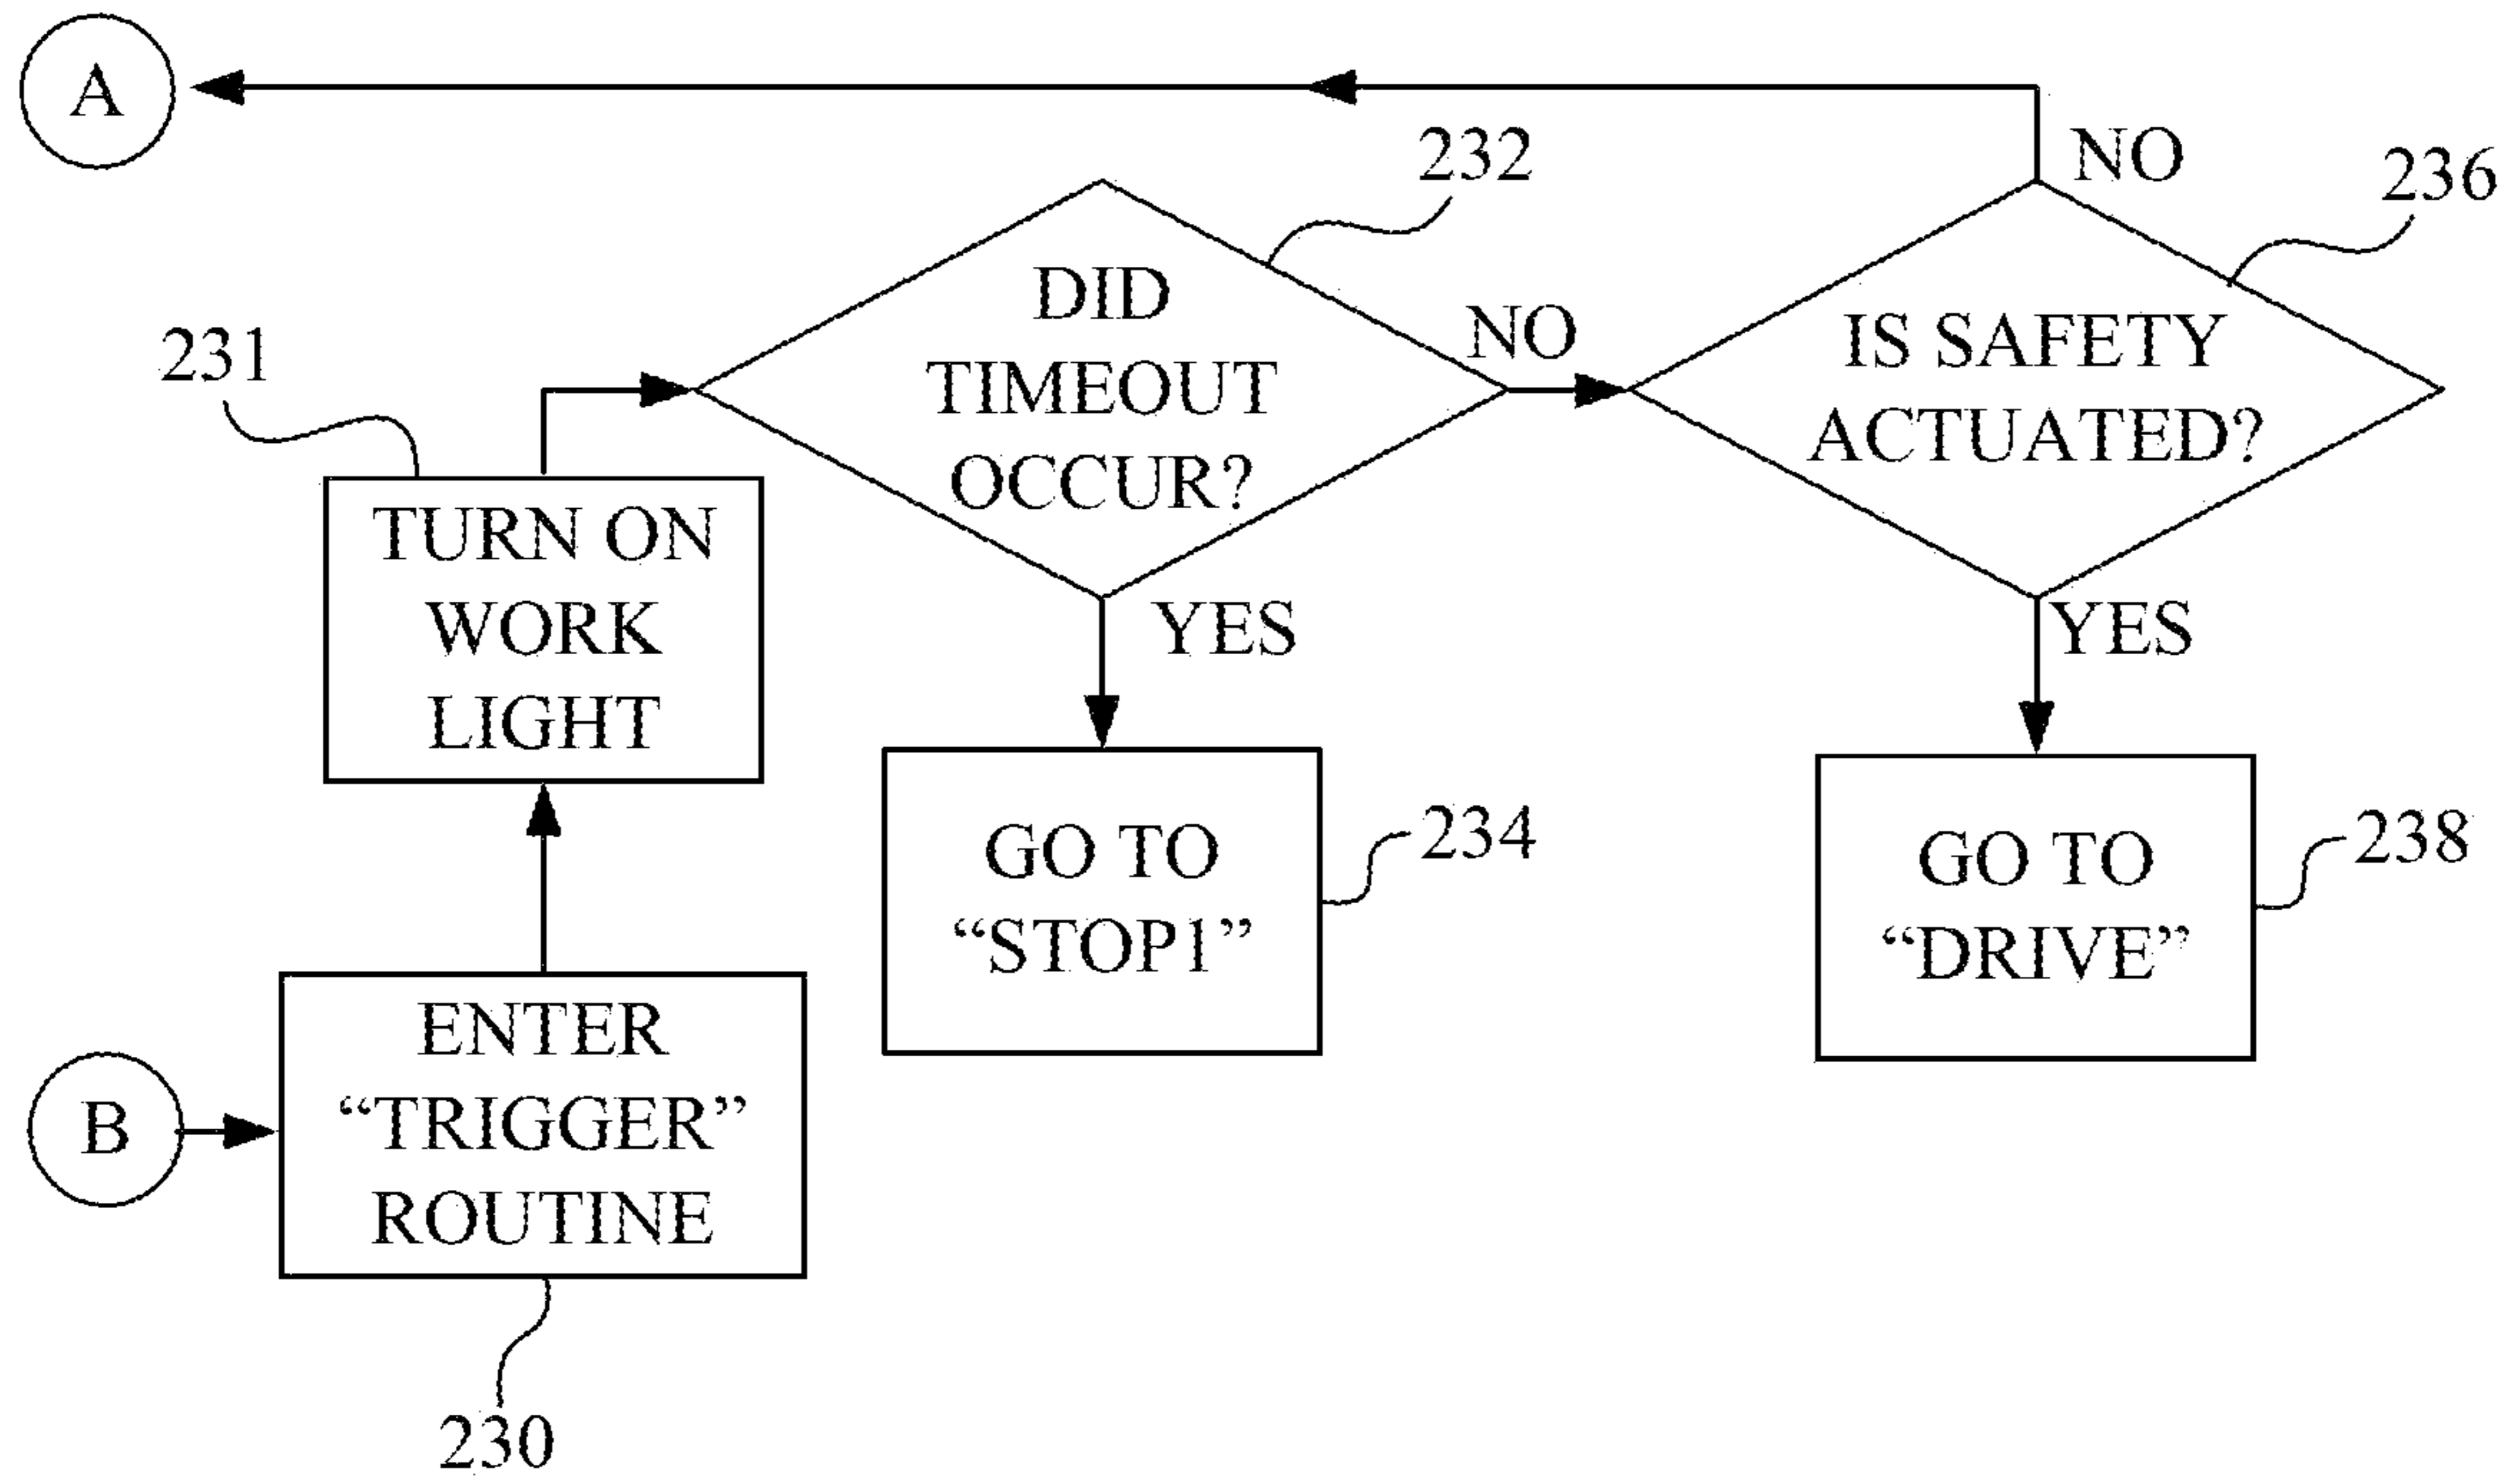 A
232
NO
236
DID
TIMEOUT
OCCUR?
NO
IS SAFETY
ACTUATED?
231
TURN ON
WORK
LIGHT
YES
YES
GO TO
“STOP1”
234
GO TO
“DRIVE”
238
B
ENTER
“TRIGGER”
ROUTINE
230